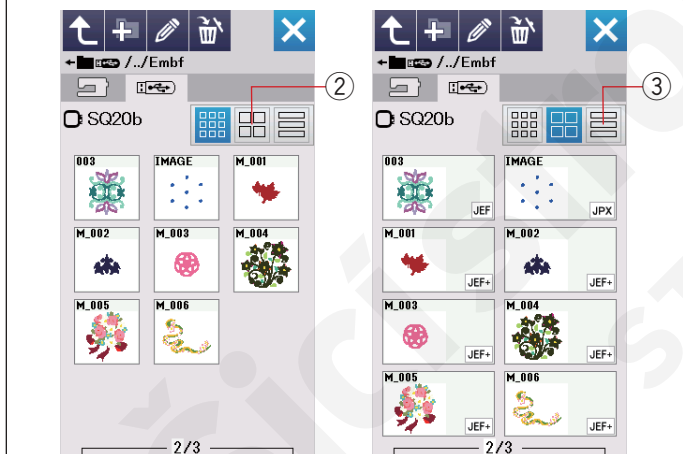 /../Embf
SQ20b
②
003 IMAGE M_001
M_002 M_003 M_004
M_005 M_006
2/3
/../Embf
SQ20b
③
003 IMAGE
JEF JPX
M_001 M_002
JEF+ JEF+
M_003 M_004
JEF+ JEF+
M_005 M_006
JEF+ JEF+
2/3